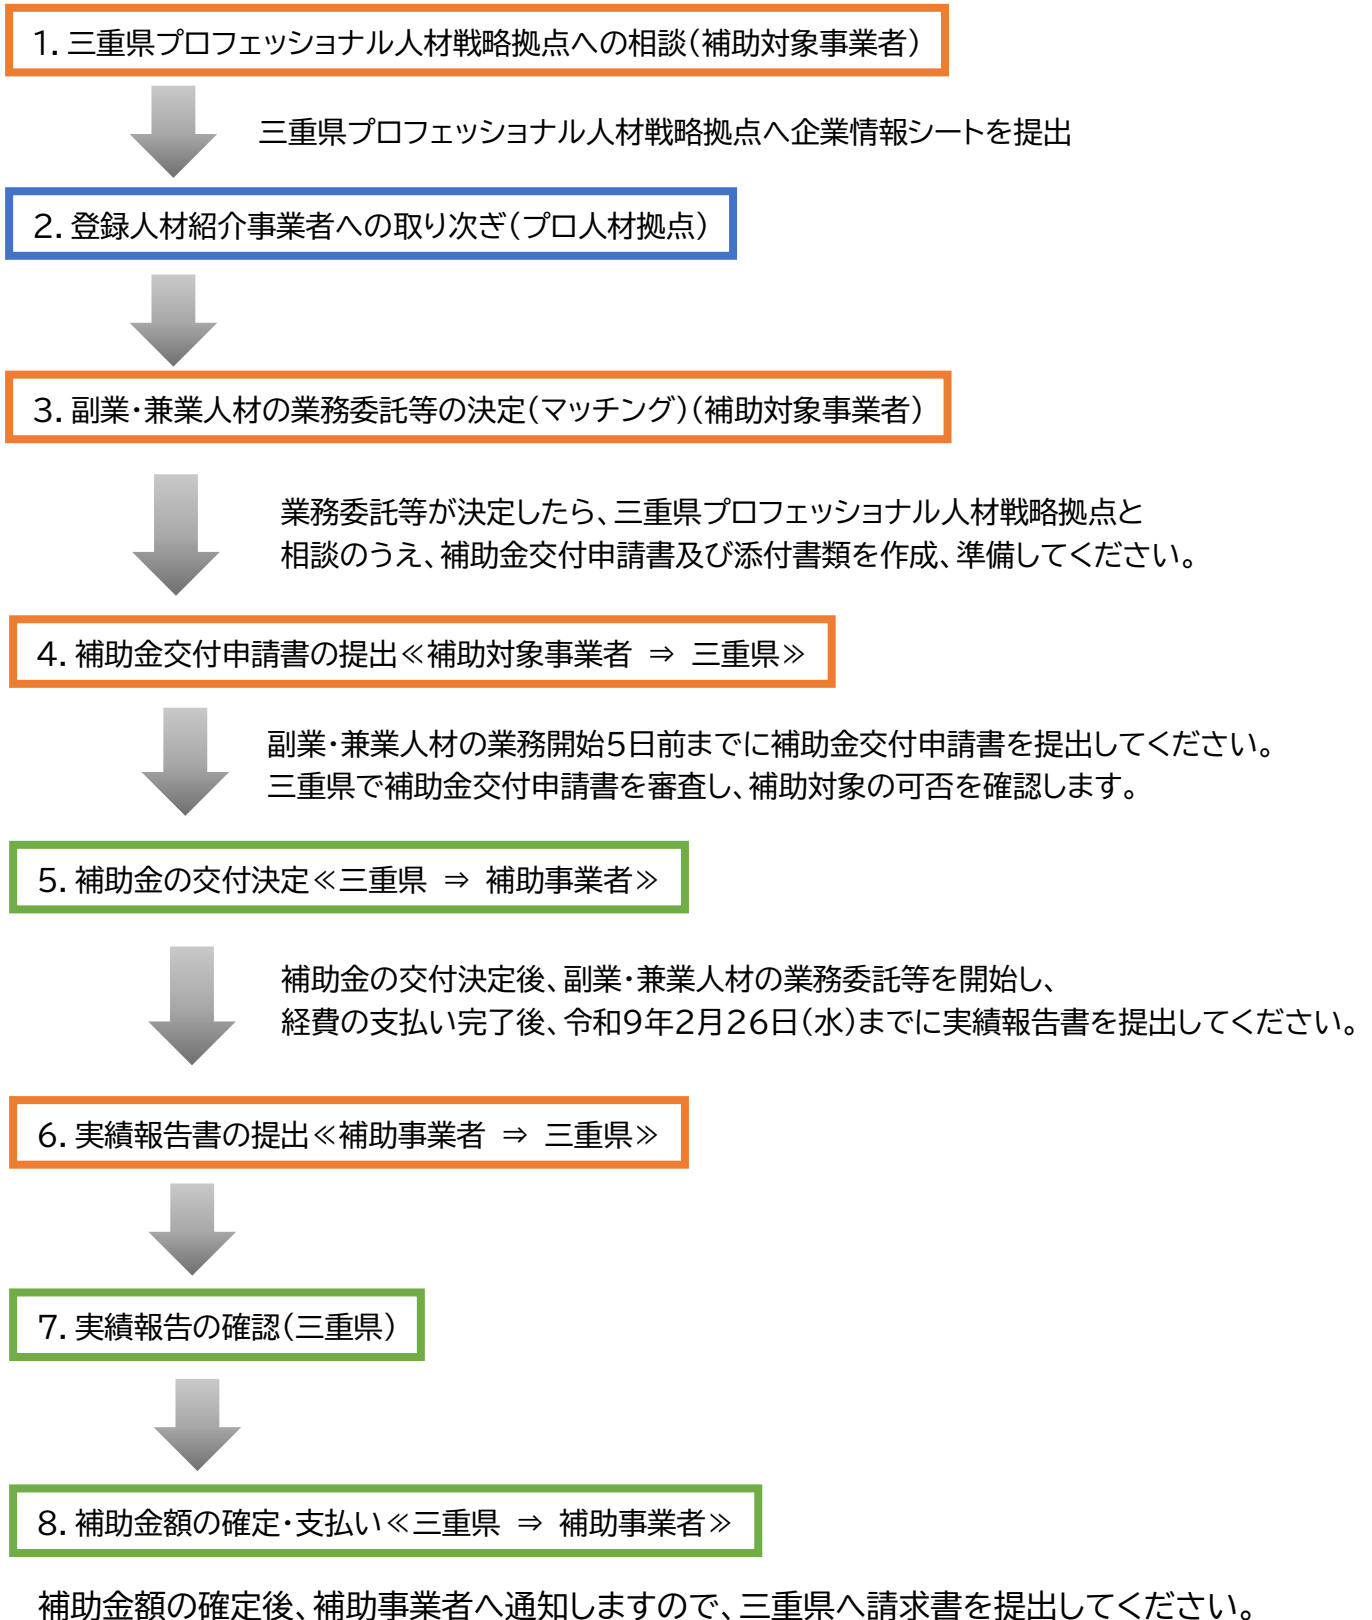 1. 三重県プロフェッショナル人材戦略拠点への相談(補助対象事業者)
三重県プロフェッショナル人材戦略拠点へ企業情報シートを提出
2. 登録人材紹介事業者への取り次ぎ(プロ人材拠点)
3. 副業・兼業人材の業務委託等の決定(マッチング)(補助対象事業者)
業務委託等が決定したら、三重県プロフェッショナル人材戦略拠点と
相談のうえ、補助金交付申請書及び添付書類を作成、準備してください。
4. 補助金交付申請書の提出≪補助対象事業者 ⇒ 三重県≫
副業・兼業人材の業務開始5日前までに補助金交付申請書を提出してください。
三重県で補助金交付申請書を審査し、補助対象の可否を確認します。
5. 補助金の交付決定≪三重県 ⇒ 補助事業者≫
補助金の交付決定後、副業・兼業人材の業務委託等を開始し、
経費の支払い完了後、令和9年2月26日(水)までに実績報告書を提出してください。
6. 実績報告書の提出≪補助事業者 ⇒ 三重県≫
7. 実績報告の確認(三重県)
8. 補助金額の確定・支払い≪三重県 ⇒ 補助事業者≫
補助金額の確定後、補助事業者へ通知しますので、三重県へ請求書を提出してください。